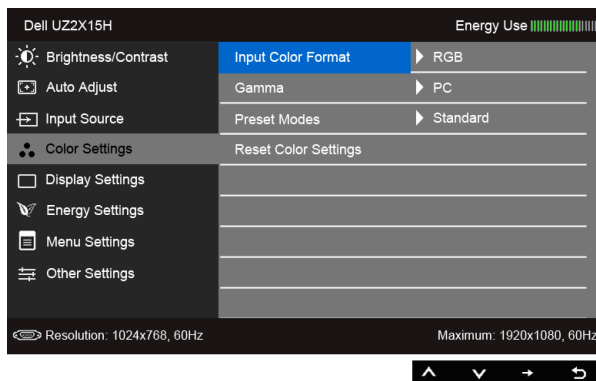 Dell UZ2X15H
Energy Use
Brightness/Contrast
Input Color Format
RGB
Auto Adjust
Gamma
PC
Input Source
Preset Modes
Standard
Color Settings
Reset Color Settings
Display Settings
Energy Settings
Menu Settings
Other Settings
Resolution: 1024x768, 60Hz
Maximum: 1920x1080, 60Hz